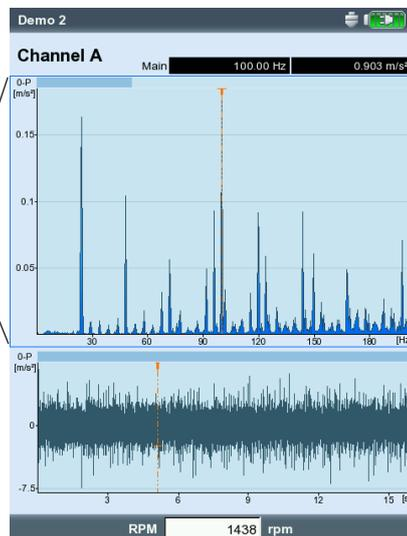 Demo 2
Channel A
Main 100.00 Hz 0.903 m/s²
0-P
[m/s²]
0.15
0.1
0.05
30 60 90 120 150 180 [Hz
0-P
[m/s²]
0
-7.5
3 6 9 12 15
RPM 1438 rpm